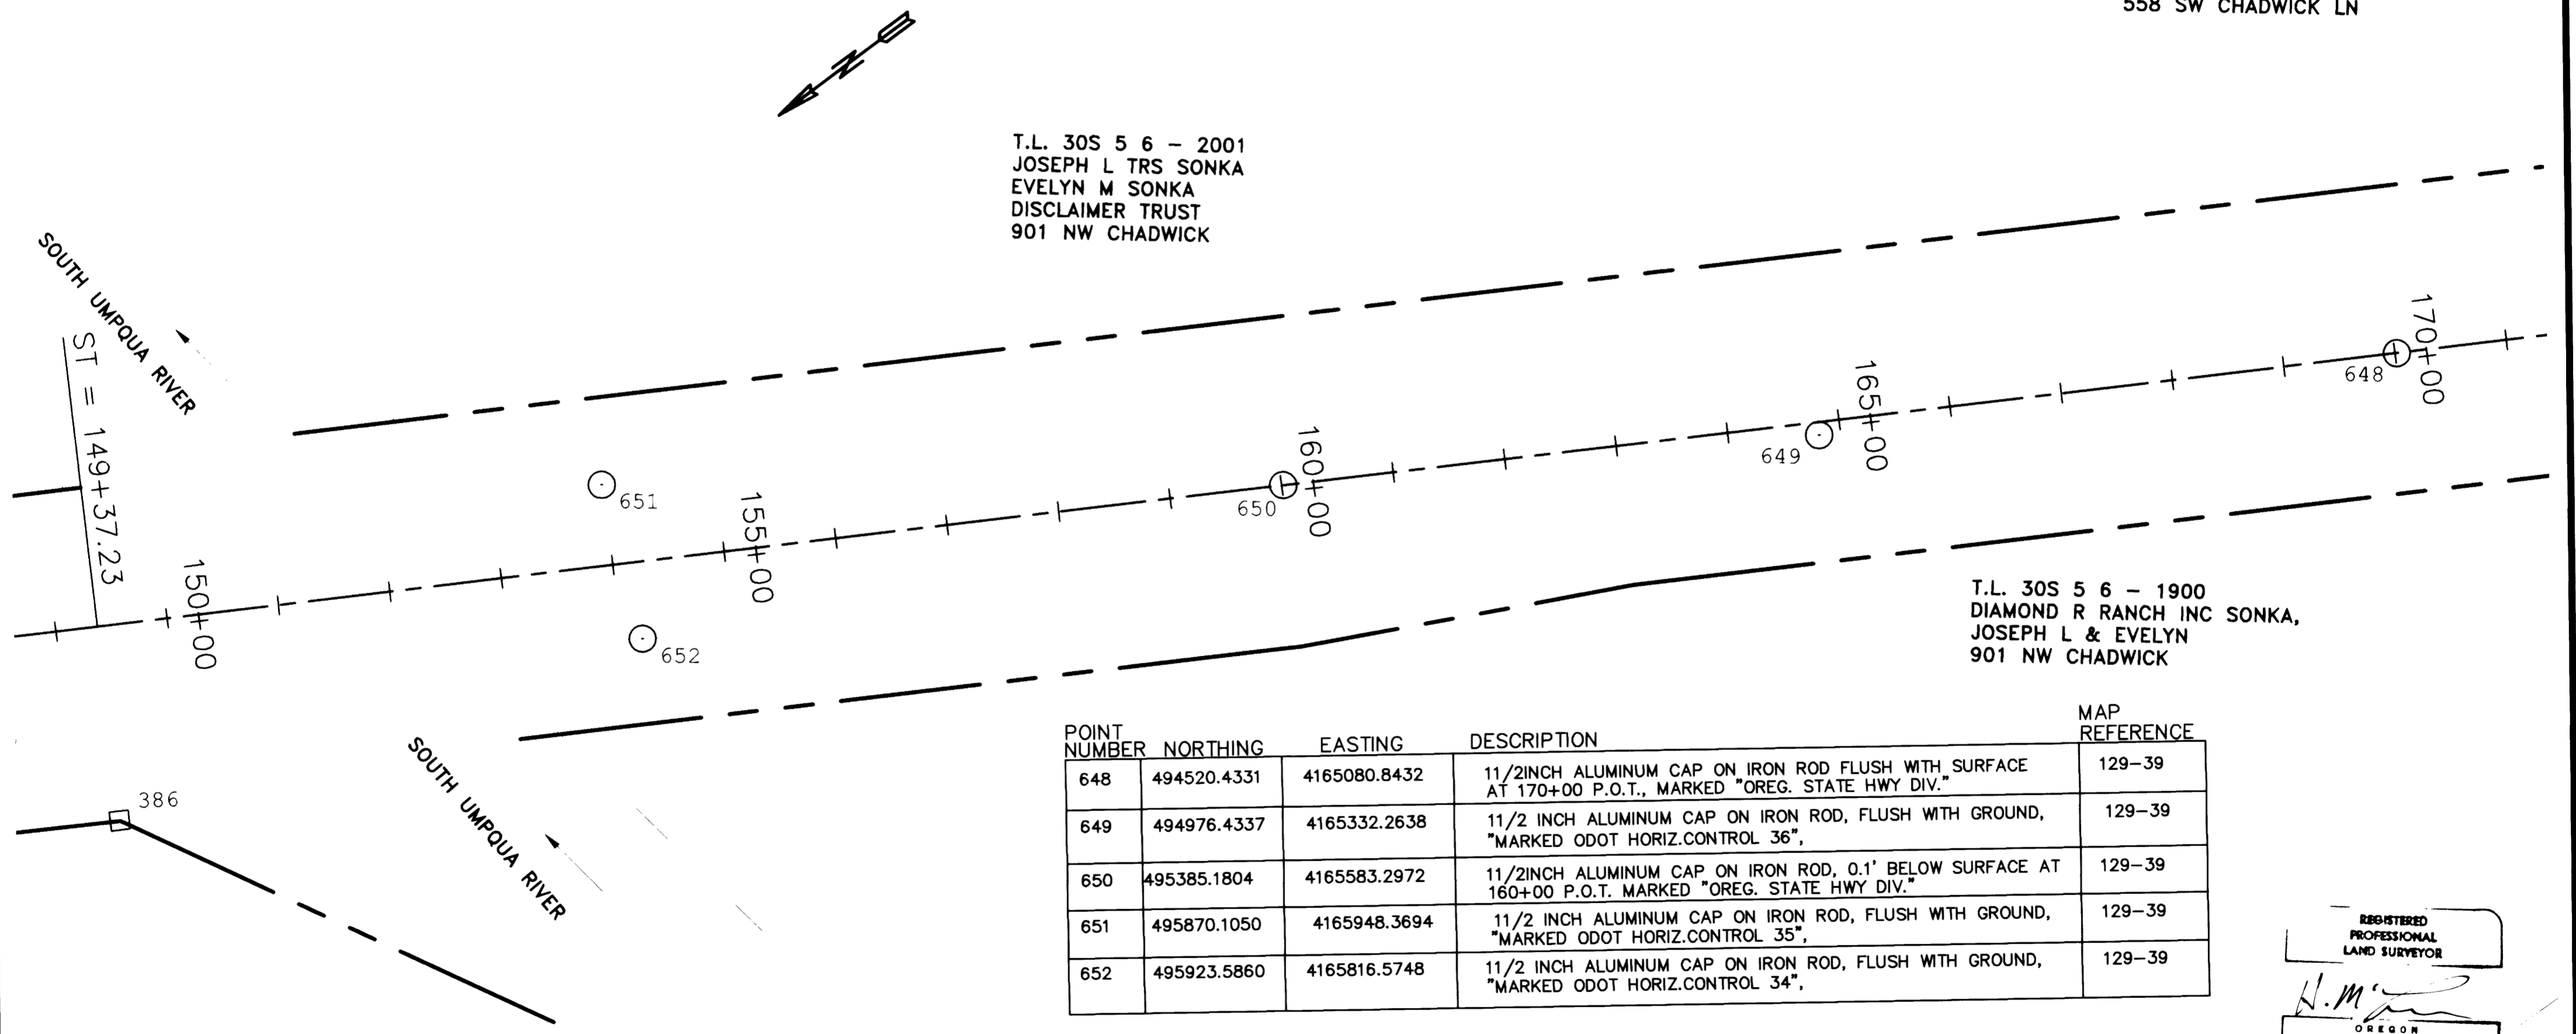 558 SW CHADWICK LN
N
T.L. 30S 5 6 - 2001
JOSEPH L TRS SONKA
EVELYN M SONKA
DISCLAIMER TRUST
901 NW CHADWICK
SOUTH UMPQUA RIVER
ST = 149+37.23
150+00
651
155+00
652
650
160+00
649
165+00
648
170+00
T.L. 30S 5 6 - 1900
DIAMOND R RANCH INC SONKA,
JOSEPH L & EVELYN
901 NW CHADWICK
386
SOUTH UMPQUA RIVER
POINT NUMBER NORTHING EASTING DESCRIPTION MAP REFERENCE
648 494520.4331 4165080.8432 11/2INCH ALUMINUM CAP ON IRON ROD FLUSH WITH SURFACE 129-39
AT 170+00 P.O.T., MARKED "OREG. STATE HWY DIV."
649 494976.4337 4165332.2638 11/2 INCH ALUMINUM CAP ON IRON ROD, FLUSH WITH GROUND, 129-39
"MARKED ODOT HORIZ.CONTROL 36",
650 495385.1804 4165583.2972 11/2INCH ALUMINUM CAP ON IRON ROD, 0.1' BELOW SURFACE AT 129-39
160+00 P.O.T. MARKED "OREG. STATE HWY DIV."
651 495870.1050 4165948.3694 11/2 INCH ALUMINUM CAP ON IRON ROD, FLUSH WITH GROUND, 129-39
"MARKED ODOT HORIZ.CONTROL 35",
652 495923.5860 4165816.5748 11/2 INCH ALUMINUM CAP ON IRON ROD, FLUSH WITH GROUND, 129-39
"MARKED ODOT HORIZ.CONTROL 34",
REGISTERED
PROFESSIONAL
LAND SURVEYOR
OREGON